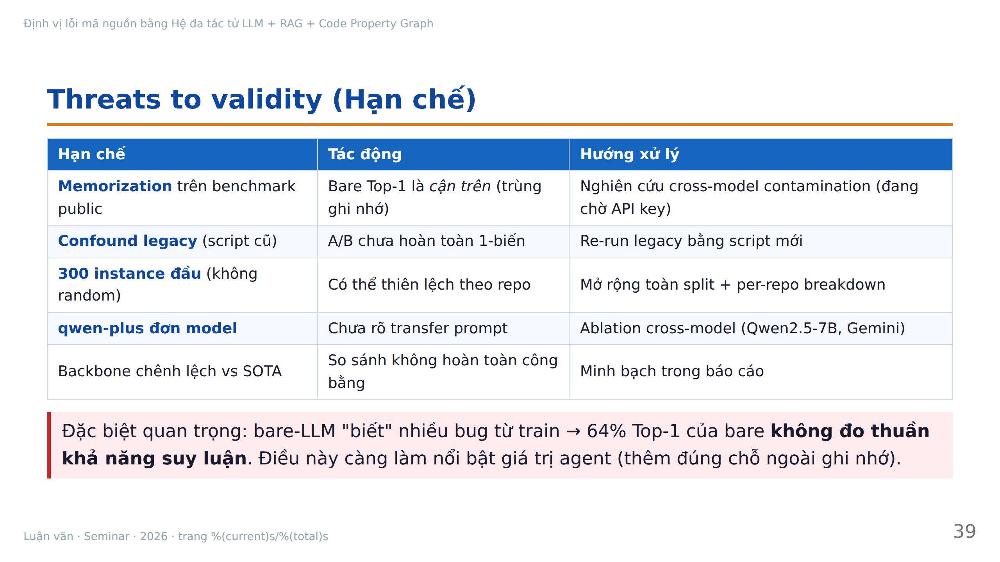 Định vị lỗi mã nguồn bằng Hệ đa tác tử LLM + RAG + Code Property Graph
Threats to validity (Hạn chế)
Hạn chế
Tác động
Hướng xử lý
Memorization trên benchmark
public
Bare Top-1 là cận trên (trùng
ghi nhớ)
Nghiên cứu cross-model contamination (đang
chờ API key)
Confound legacy (script cũ)
A/B chưa hoàn toàn 1-biến
Re-run legacy bằng script mới
300 instance đầu (không
random)
Có thể thiên lệch theo repo
Mở rộng toàn split + per-repo breakdown
qwen-plus đơn model
Chưa rõ transfer prompt
Ablation cross-model (Qwen2.5-7B, Gemini)
Backbone chênh lệch vs SOTA
So sánh không hoàn toàn công
bằng
Minh bạch trong báo cáo
Đặc biệt quan trọng: bare-LLM "biết" nhiều bug từ train → 64% Top-1 của bare không đo thuần
khả năng suy luận. Điều này càng làm nổi bật giá trị agent (thêm đúng chỗ ngoài ghi nhớ).
Luận văn · Seminar · 2026 · trang %(current)s/%(total)s
39